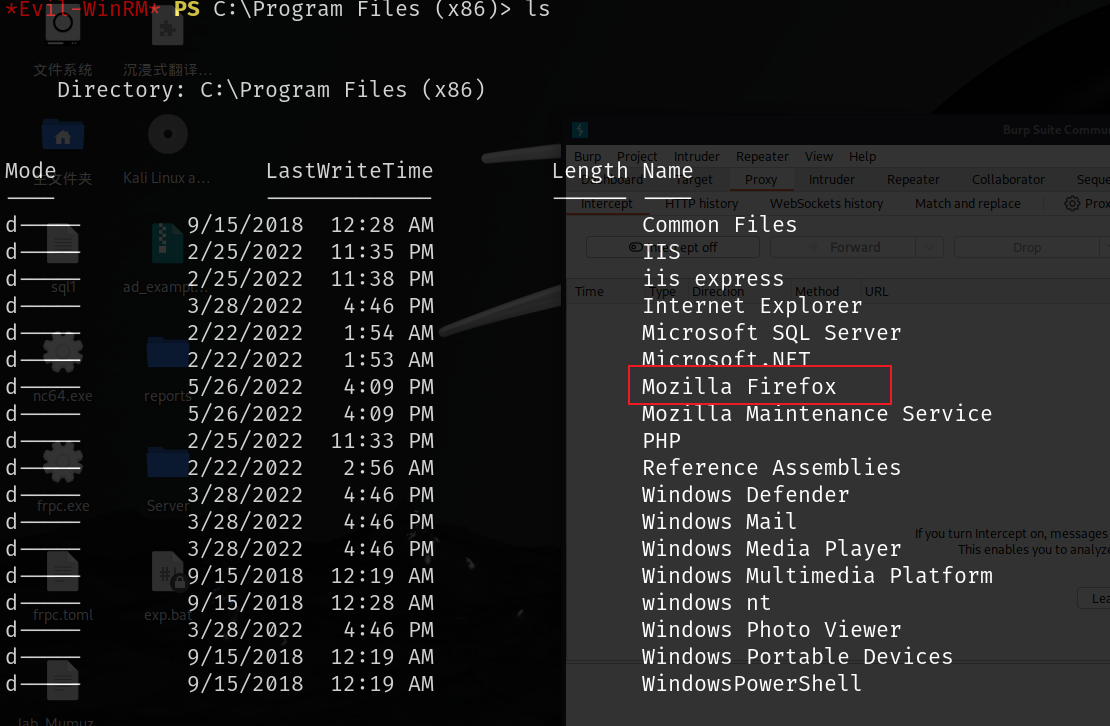 *Evil-WinRM* PS C:\Program Files (x86)> ls
文件系统 沉浸式翻译...
Directory: C:\Program Files (x86)
Burp Suite Commu
Burp Project Intruder Repeater View Help
Dashboard Target Proxy Intruder Repeater Collaborator Seque
Intercept HTTP history WebSockets history Match and replace Prox
Intercept off Forward Drop
Time Type Direction Method URL
主文件夹 Kali Linux a...
Mode LastWriteTime Length Name
d----- 9/15/2018 12:28 AM Common Files
d----- 2/25/2022 11:35 PM IIS
d----- 2/25/2022 11:38 PM iis express
d----- 3/28/2022 4:46 PM Internet Explorer
d----- 2/22/2022 1:54 AM Microsoft SQL Server
d----- 2/22/2022 1:53 AM Microsoft.NET
d----- 5/26/2022 4:09 PM Mozilla Firefox
d----- 5/26/2022 4:09 PM Mozilla Maintenance Service
d----- 2/25/2022 11:33 PM PHP
d----- 2/22/2022 2:56 AM Reference Assemblies
d----- 3/28/2022 4:46 PM Windows Defender
d----- 3/28/2022 4:46 PM Windows Mail
d----- 3/28/2022 4:46 PM Windows Media Player
d----- 9/15/2018 12:19 AM Windows Multimedia Platform
d----- 9/15/2018 12:28 AM windows nt
d----- 3/28/2022 4:46 PM Windows Photo Viewer
d----- 9/15/2018 12:19 AM Windows Portable Devices
d----- 9/15/2018 12:19 AM WindowsPowerShell
sql1 ad_exampl...
nc64.exe reports
frpc.exe Server
frpc.toml exp.bat
lab_Mumuz
If you turn Intercept on, messages
This enables you to analyze
Lea